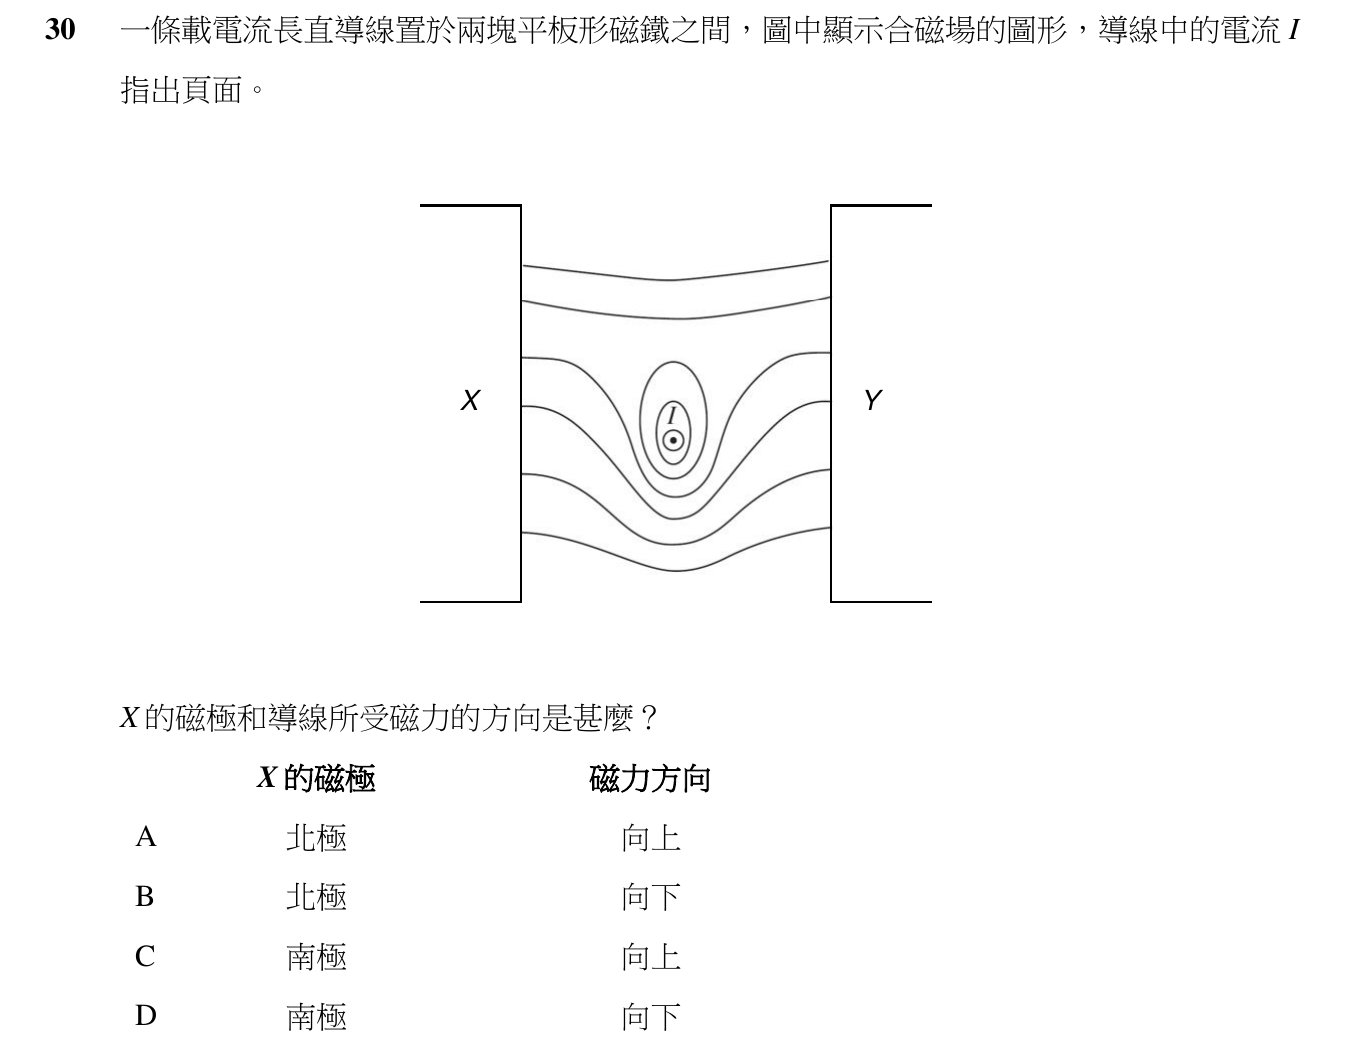 30 一條載電流長直導線置於兩塊平板形磁鐵之間，圖中顯示合磁場的圖形，導線中的電流 I
指出頁面。
X
I
Y
X 的磁極和導線所受磁力的方向是甚麼？
X 的磁極 磁力方向
A 北極 向上
B 北極 向下
C 南極 向上
D 南極 向下